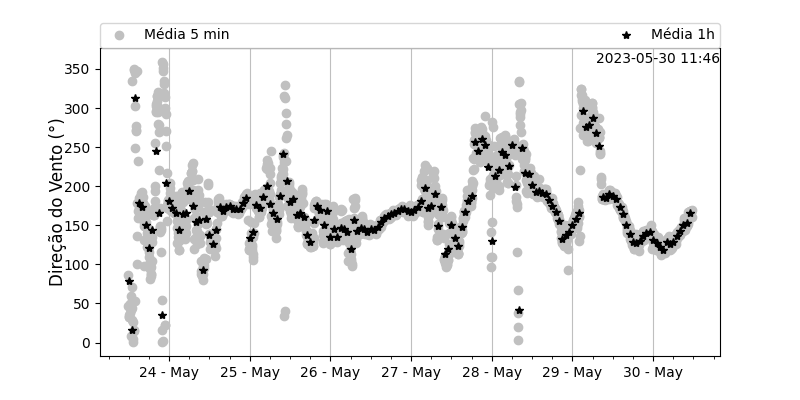 Média 5 min
Média 1h
2023-05-30 11:46
Direção do Vento (°)
350
300
250
200
150
100
50
0
24 - May
25 - May
26 - May
27 - May
28 - May
29 - May
30 - May